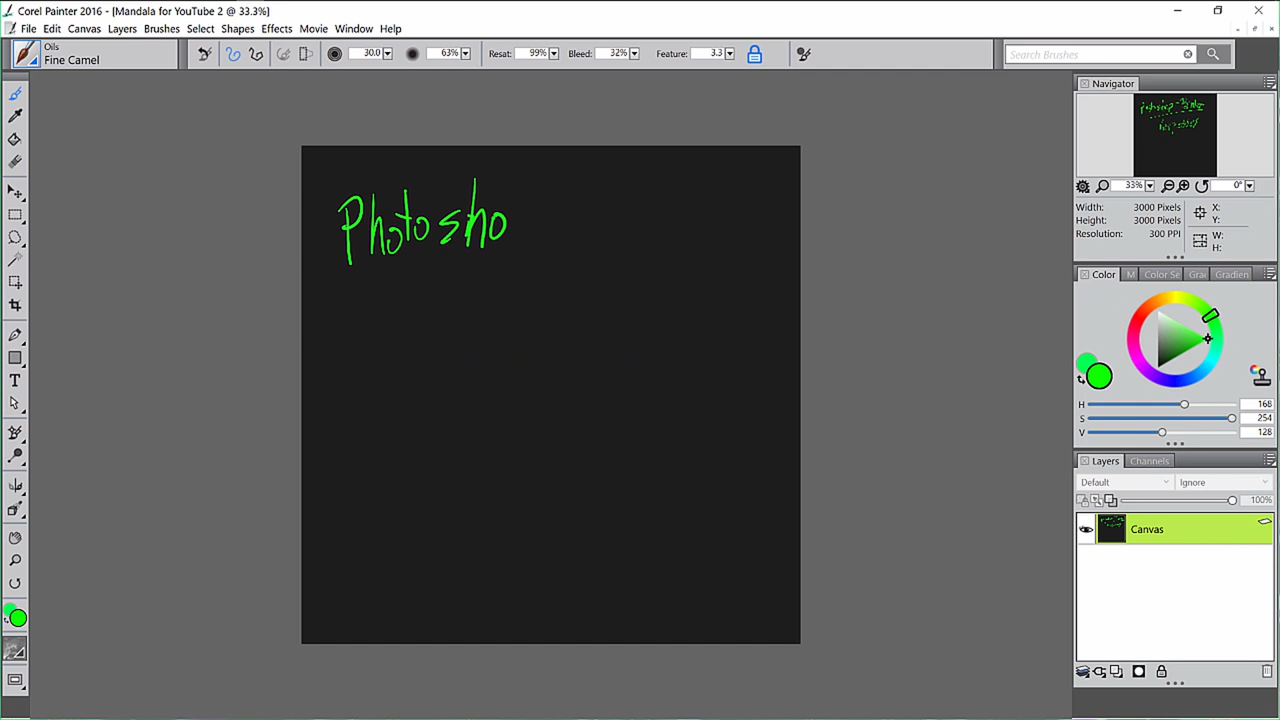 Corel Painter 2016 - [Mandala for YouTube 2 @ 33.3%]
File Edit Canvas Layers Brushes Select Shapes Effects Movie Window Help
Oils
Fine Camel
30.0 63% Resat: 99% Bleed: 32% Feature: 3.3
Search Brushes
Navigator
33% 0°
Width: 3000 Pixels X:
Height: 3000 Pixels Y:
Resolution: 300 PPI W:
H:
Color M Color Se Gra Gradien
H 168
S 254
V 128
Layers Channels
Default Ignore
100%
Canvas
T
Photosho